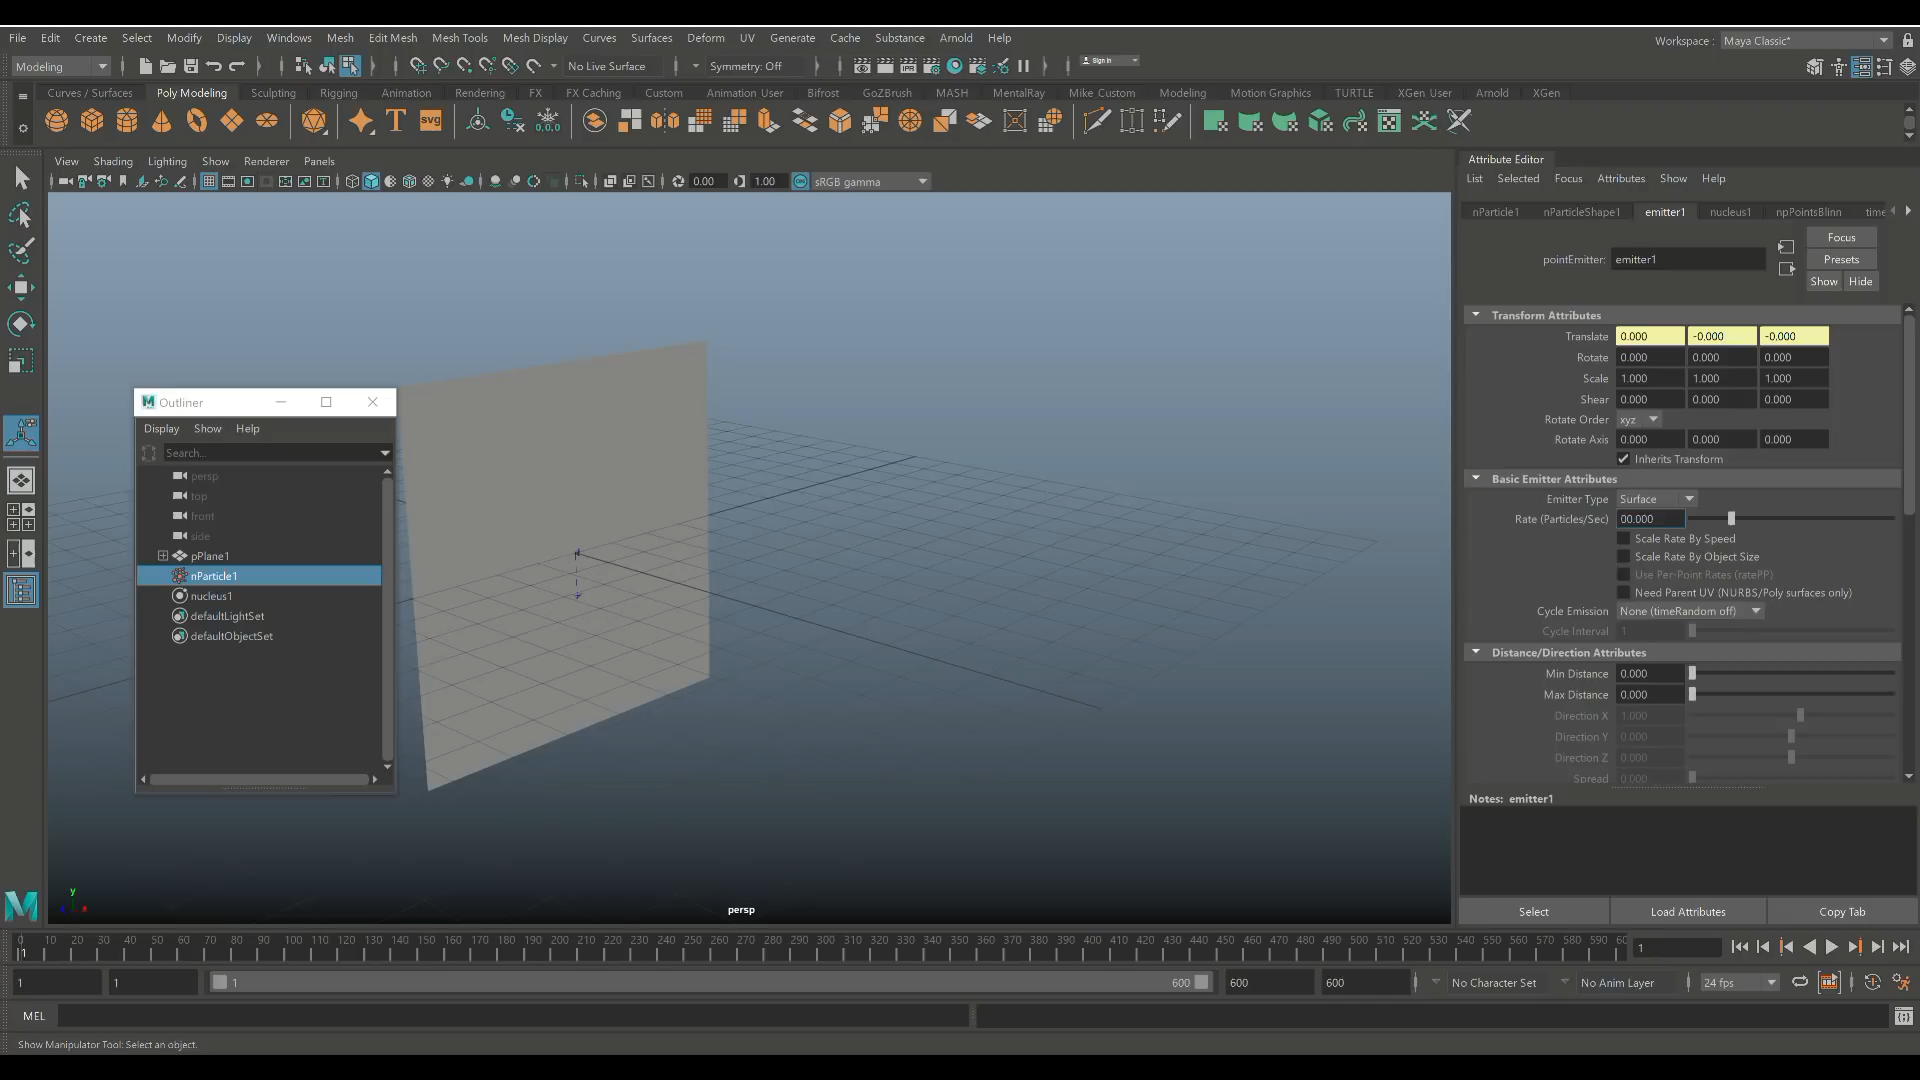 File Edit Create Select Modify Display Windows Mesh Edit Mesh Mesh Tools Mesh Display Curves Surfaces Deform UV Generate Cache Substance Arnold Help
Workspace : Maya Classic*
Modeling No Live Surface Symmetry: Off Sign In
Curves / Surfaces Poly Modeling Sculpting Rigging Animation Rendering FX FX Caching Custom Animation_User Bifrost GoZBrush MASH MentalRay Mike_Custom Modeling Motion Graphics TURTLE XGen_User Arnold XGen
T SVG 0,0,0 IPR
View Shading Lighting Show Renderer Panels
0.00 1.00 sRGB gamma
Outliner
Display Show Help
Search...
persp
top
front
side
pPlane1
nParticle1
nucleus1
defaultLightSet
defaultObjectSet
y
persp
Attribute Editor
List Selected Focus Attributes Show Help
nParticle1 nParticleShape1 emitter1 nucleus1 npPointsBlinn time
Focus
pointEmitter: emitter1
Presets
Show Hide
Transform Attributes
Translate 0.000 -0.000 -0.000
Rotate 0.000 0.000 0.000
Scale 1.000 1.000 1.000
Shear 0.000 0.000 0.000
Rotate Order xyz
Rotate Axis 0.000 0.000 0.000
Inherits Transform
Basic Emitter Attributes
Emitter Type Surface
Rate (Particles/Sec) 00.000
Scale Rate By Speed
Scale Rate By Object Size
Use Per-Point Rates (ratePP)
Need Parent UV (NURBS/Poly surfaces only)
Cycle Emission None (timeRandom off)
Cycle Interval 1
Distance/Direction Attributes
Min Distance 0.000
Max Distance 0.000
Direction X 1.000
Direction Y 0.000
Direction Z 0.000
Spread 0.000
Notes: emitter1
Select Load Attributes Copy Tab
0 10 20 30 40 50 60 70 80 90 100 110 120 130 140 150 160 170 180 190 200 210 220 230 240 250 260 270 280 290 300 310 320 330 340 350 360 370 380 390 400 410 420 430 440 450 460 470 480 490 500 510 520 530 540 550 560 570 580 590 60
1 1
1 1 1 600 600 600 No Character Set No Anim Layer 24 fps
MEL
Show Manipulator Tool: Select an object.